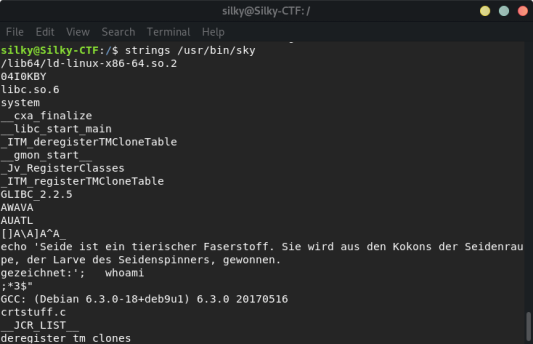 silky@Silky-CTF: /
File Edit View Search Terminal Help
silky@Silky-CTF:/$ strings /usr/bin/sky
/lib64/ld-linux-x86-64.so.2
04I0KBY
libc.so.6
system
__cxa_finalize
__libc_start_main
_ITM_deregisterTMCloneTable
__gmon_start__
_Jv_RegisterClasses
_ITM_registerTMCloneTable
GLIBC_2.2.5
AWAVA
AUATL
[]A\A]A^A_
echo 'Seide ist ein tierischer Faserstoff. Sie wird aus den Kokons der Seidenrau
pe, der Larve des Seidenspinners, gewonnen.
gezeichnet:';   whoami
;*3$"
GCC: (Debian 6.3.0-18+deb9u1) 6.3.0 20170516
crtstuff.c
__JCR_LIST__
deregister_tm_clones